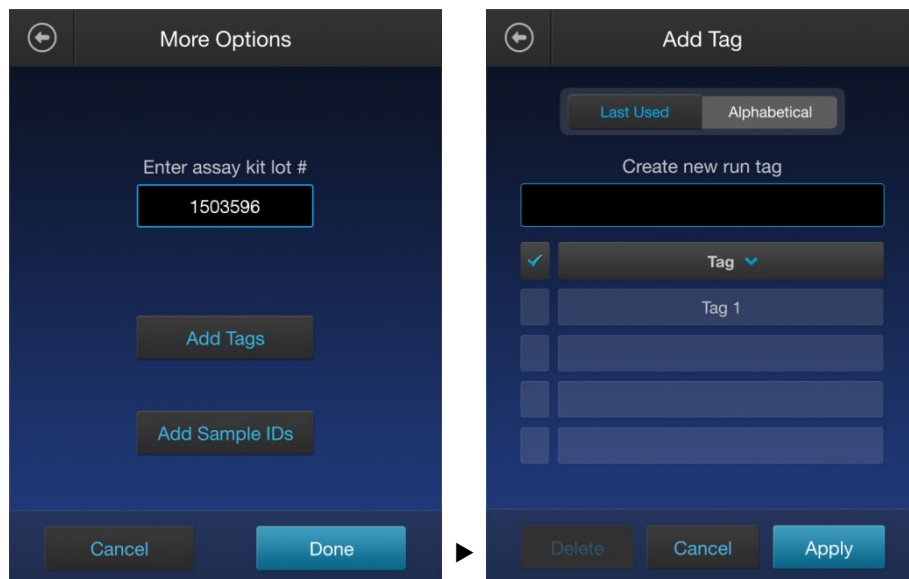 More Options
Enter assay kit lot #
1503596
Add Tags
Add Sample IDs
Cancel
Done
Add Tag
Last Used
Alphabetical
Create new run tag
Tag
Tag 1
Delete
Cancel
Apply